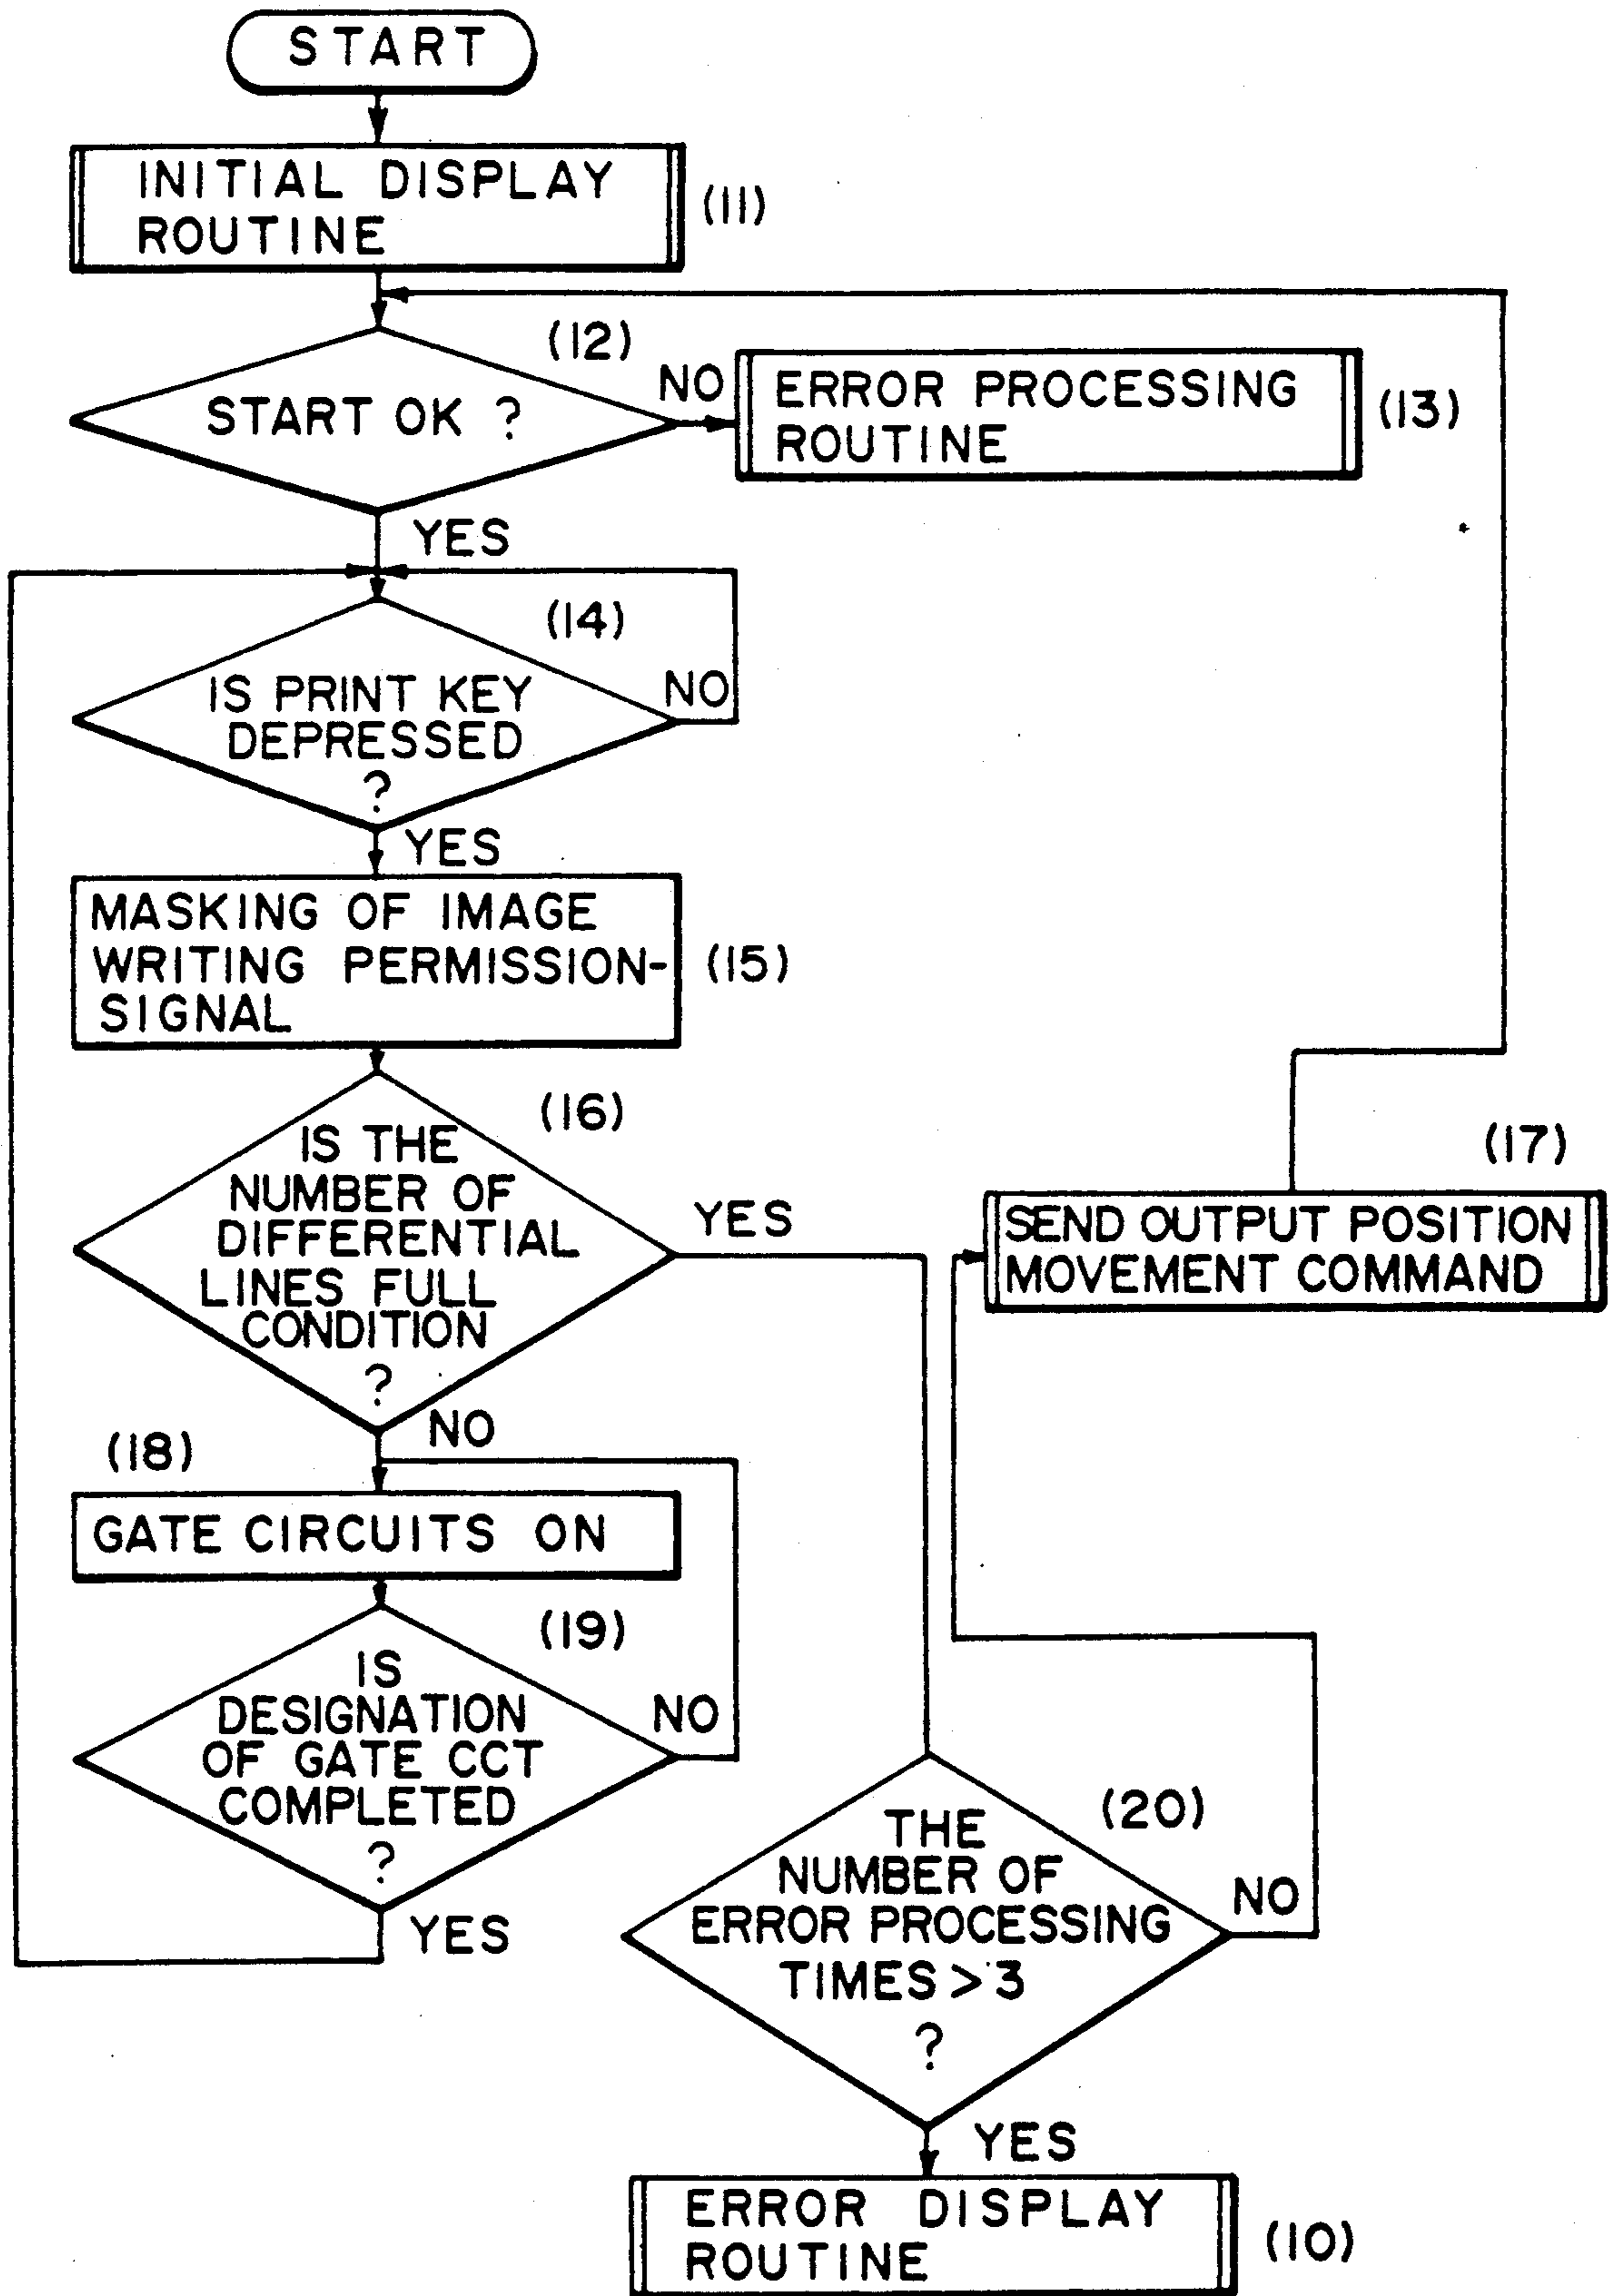 START
INITIAL DISPLAY
ROUTINE
(11)
(12)
START OK ?
NO
ERROR PROCESSING
ROUTINE
(13)
YES
(14)
IS PRINT KEY
DEPRESSED
?
NO
YES
MASKING OF IMAGE
WRITING PERMISSION-
SIGNAL
(15)
(16)
IS THE
NUMBER OF
DIFFERENTIAL
LINES FULL
CONDITION
?
YES
(17)
SEND OUTPUT POSITION
MOVEMENT COMMAND
NO
(18)
GATE CIRCUITS ON
(19)
IS
DESIGNATION
OF GATE CCT
COMPLETED
?
NO
YES
(20)
THE
NUMBER OF
ERROR PROCESSING
TIMES > 3
?
NO
YES
ERROR DISPLAY
ROUTINE
(10)